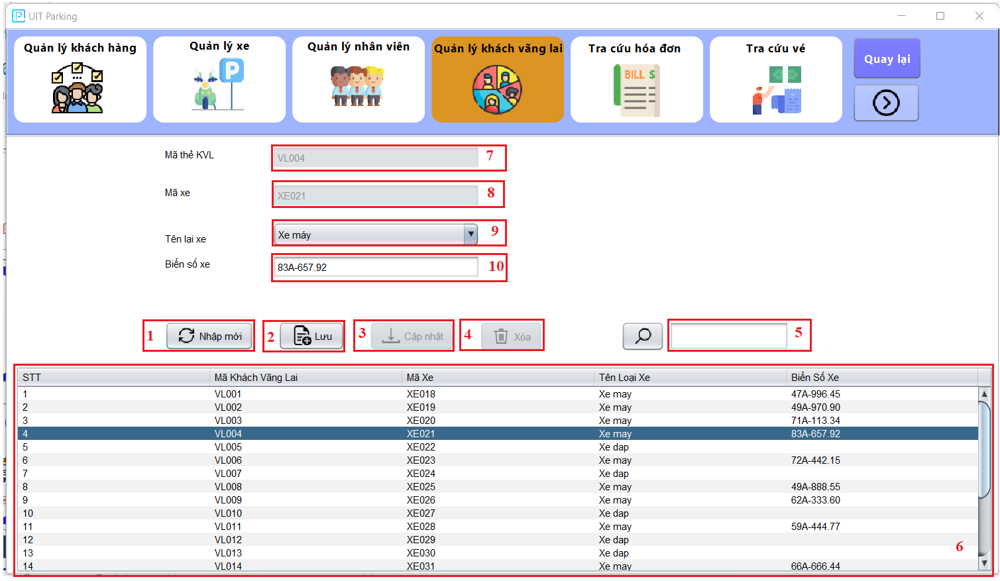 UIT Parking
Quản lý khách hàng
Quản lý xe
Quản lý nhân viên
Quản lý khách vãng lai
Tra cứu hóa đơn
BILL $
Tra cứu vé
Quay lại
Mã thẻ KVL VL004 7
Mã xe XE021 8
Tên lại xe Xe máy 9
Biển số xe 83A-657.92 10
1 Nhập mới 2 Lưu 3 Cập nhật 4 Xóa 5
STT Mã Khách Vãng Lai Mã Xe Tên Loại Xe Biển Số Xe
1 VL001 XE018 Xe may 47A-996.45
2 VL002 XE019 Xe may 49A-970.90
3 VL003 XE020 Xe may 71A-113.34
4 VL004 XE021 Xe may 83A-657.92
5 VL005 XE022 Xe dap
6 VL006 XE023 Xe may 72A-442.15
7 VL007 XE024 Xe dap
8 VL008 XE025 Xe may 49A-888.55
9 VL009 XE026 Xe may 62A-333.60
10 VL010 XE027 Xe dap
11 VL011 XE028 Xe may 59A-444.77
12 VL012 XE029 Xe dap
13 VL013 XE030 Xe dap
6
14 VL014 XE031 Xe may 66A-666.44